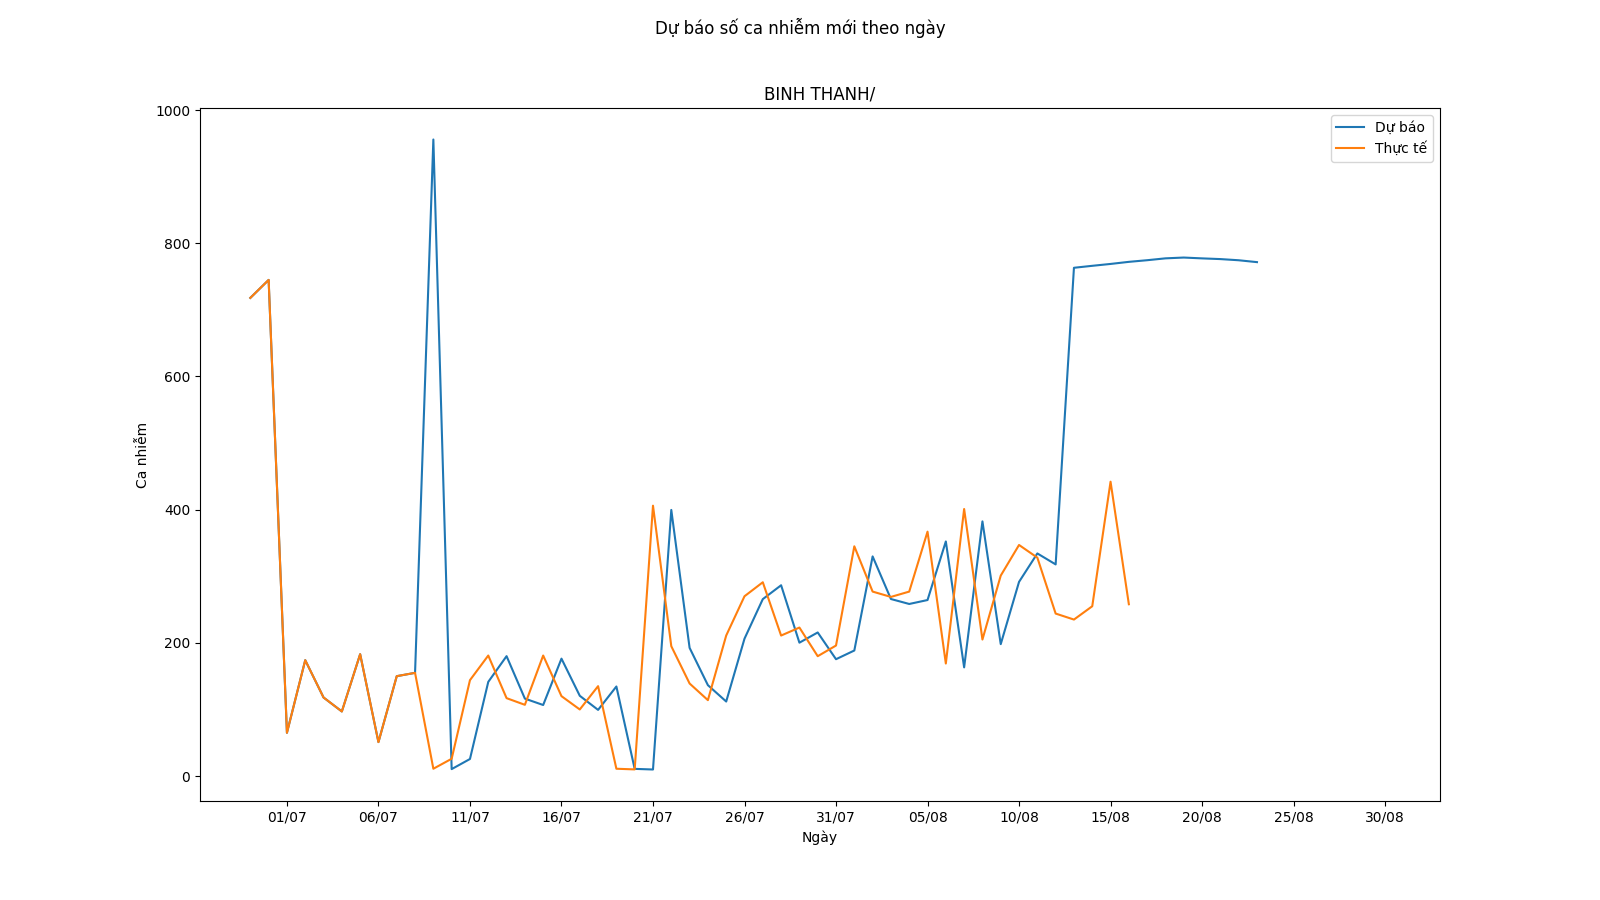 Dự báo số ca nhiễm mới theo ngày
BINH THANH/
1000
800
600
400
200
0
Ca nhiễm
Dự báo
Thực tế
01/07 06/07 11/07 16/07 21/07 26/07 31/07 05/08 10/08 15/08 20/08 25/08 30/08
Ngày